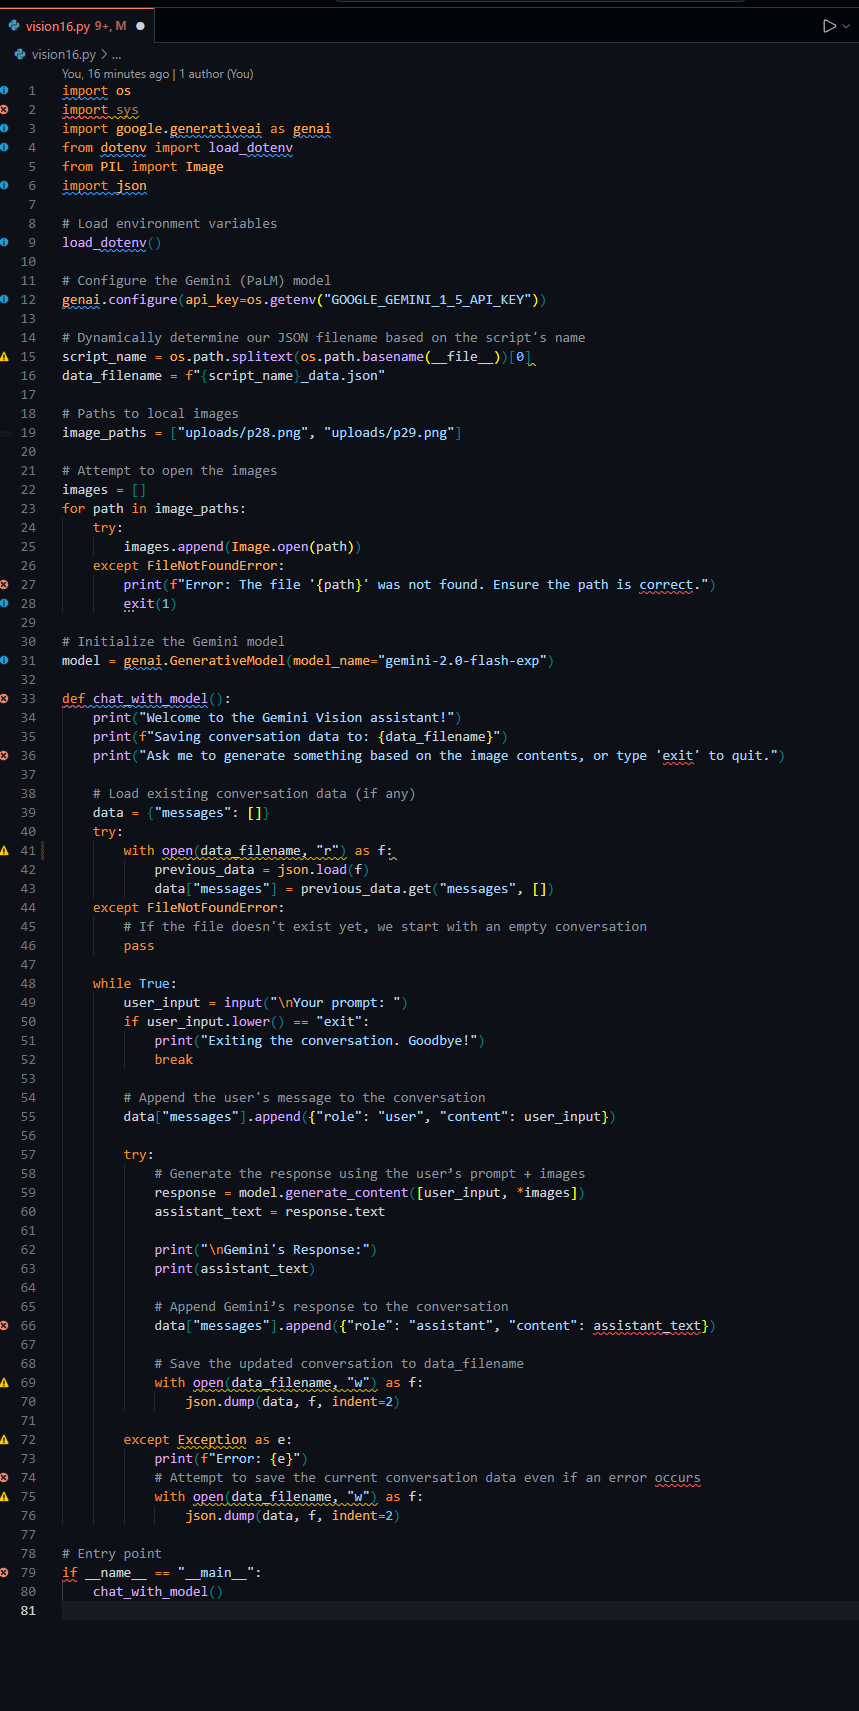 vision16.py 9+, M
vision16.py > ...
You, 16 minutes ago | 1 author (You)
1 import os
2 import sys
3 import google.generativeai as genai
4 from dotenv import load_dotenv
5 from PIL import Image
6 import json
7
8 # Load environment variables
9 load_dotenv()
10
11 # Configure the Gemini (PaLM) model
12 genai.configure(api_key=os.getenv("GOOGLE_GEMINI_1_5_API_KEY"))
13
14 # Dynamically determine our JSON filename based on the script's name
15 script_name = os.path.splitext(os.path.basename(__file__))[0]
16 data_filename = f"{script_name}_data.json"
17
18 # Paths to local images
19 image_paths = ["uploads/p28.png", "uploads/p29.png"]
20
21 # Attempt to open the images
22 images = []
23 for path in image_paths:
24     try:
25         images.append(Image.open(path))
26     except FileNotFoundError:
27         print(f"Error: The file '{path}' was not found. Ensure the path is correct.")
28         exit(1)
29
30 # Initialize the Gemini model
31 model = genai.GenerativeModel(model_name="gemini-2.0-flash-exp")
32
33 def chat_with_model():
34     print("Welcome to the Gemini Vision assistant!")
35     print(f"Saving conversation data to: {data_filename}")
36     print("Ask me to generate something based on the image contents, or type 'exit' to quit.")
37
38     # Load existing conversation data (if any)
39     data = {"messages": []}
40     try:
41         with open(data_filename, "r") as f:
42             previous_data = json.load(f)
43             data["messages"] = previous_data.get("messages", [])
44     except FileNotFoundError:
45         # If the file doesn't exist yet, we start with an empty conversation
46         pass
47
48     while True:
49         user_input = input("\nYour prompt: ")
50         if user_input.lower() == "exit":
51             print("Exiting the conversation. Goodbye!")
52             break
53
54         # Append the user's message to the conversation
55         data["messages"].append({"role": "user", "content": user_input})
56
57         try:
58             # Generate the response using the user’s prompt + images
59             response = model.generate_content([user_input, *images])
60             assistant_text = response.text
61
62             print("\nGemini's Response:")
63             print(assistant_text)
64
65             # Append Gemini’s response to the conversation
66             data["messages"].append({"role": "assistant", "content": assistant_text})
67
68             # Save the updated conversation to data_filename
69             with open(data_filename, "w") as f:
70                 json.dump(data, f, indent=2)
71
72         except Exception as e:
73             print(f"Error: {e}")
74             # Attempt to save the current conversation data even if an error occurs
75             with open(data_filename, "w") as f:
76                 json.dump(data, f, indent=2)
77
78 # Entry point
79 if __name__ == "__main__":
80     chat_with_model()
81